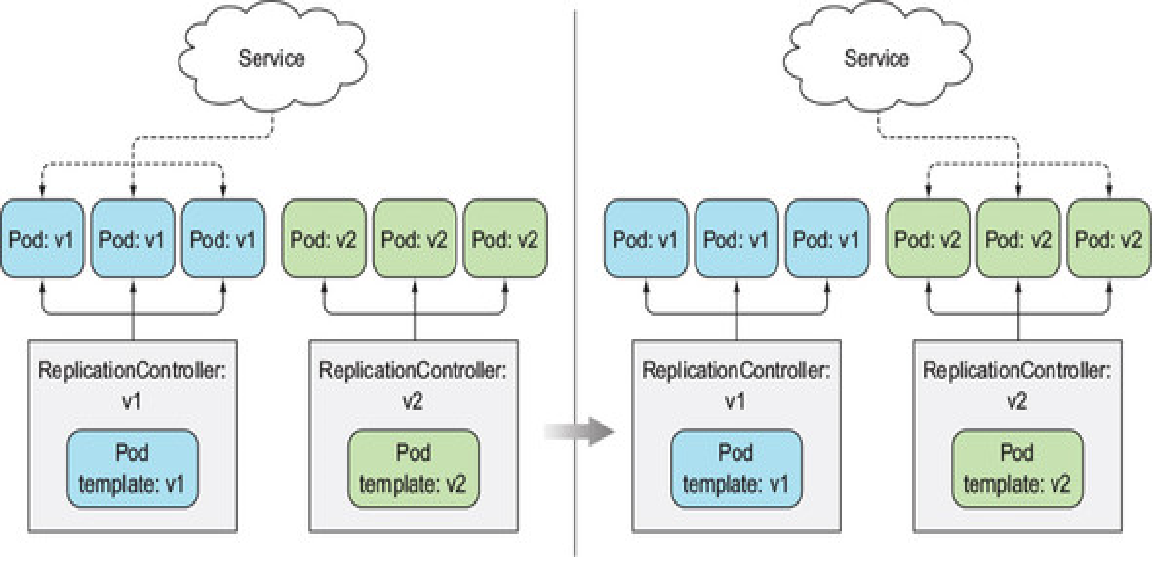 Service
Pod: v1
Pod: v1
Pod: v1
Pod: v2
Pod: v2
Pod: v2
ReplicationController:
v1
Pod
template: v1
ReplicationController:
v2
Pod
template: v2
Service
Pod: v1
Pod: v1
Pod: v1
Pod: v2
Pod: v2
Pod: v2
ReplicationController:
v1
Pod
template: v1
ReplicationController:
v2
Pod
template: v2